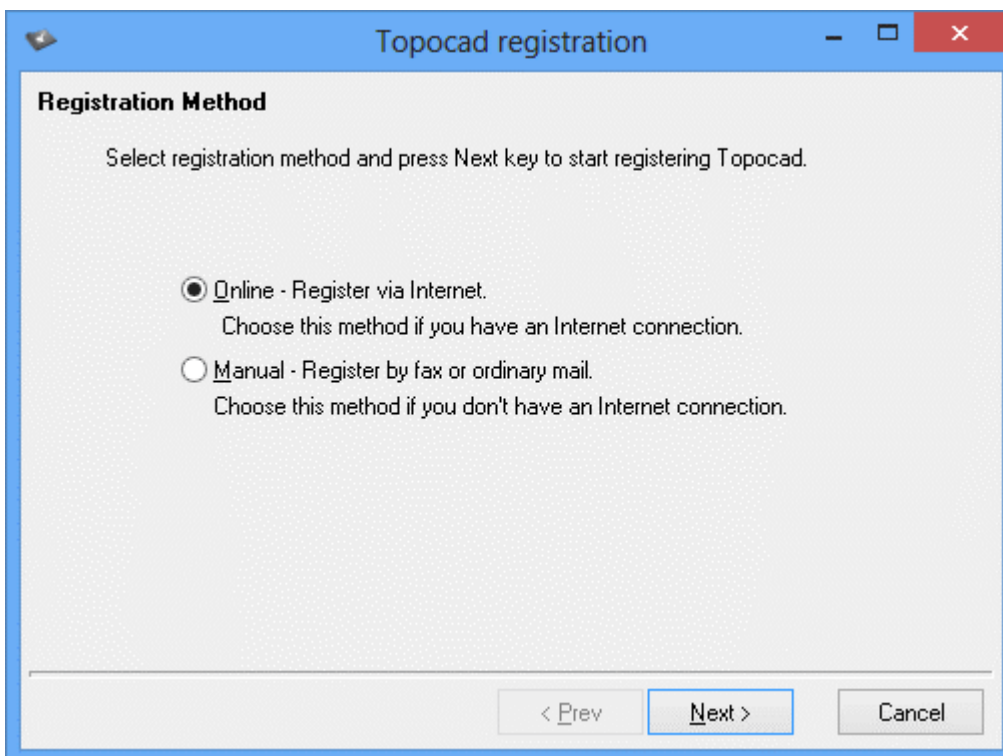 Topocad registration
Registration Method
Select registration method and press Next key to start registering Topocad.
Online - Register via Internet.
Choose this method if you have an Internet connection.
Manual - Register by fax or ordinary mail.
Choose this method if you don't have an Internet connection.
< Prev
Next >
Cancel